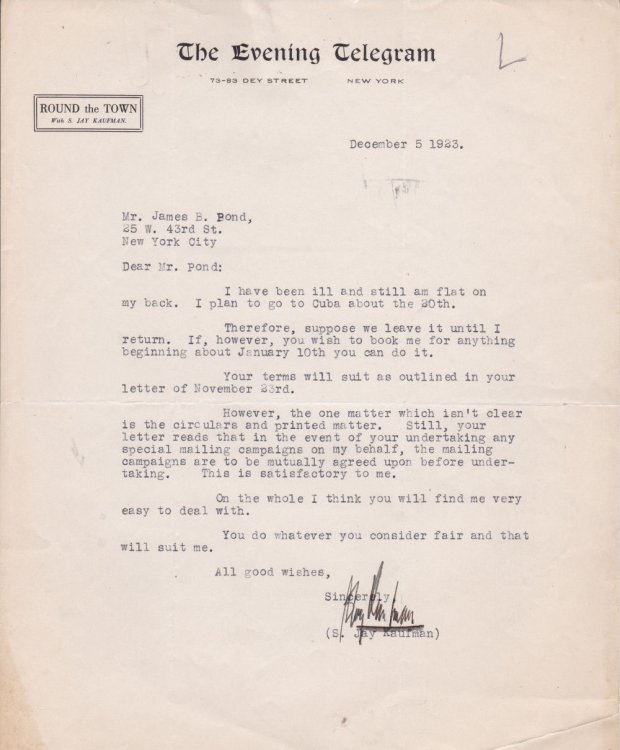 The Evening Telegram
73-83 DEY STREET NEW YORK
ROUND the TOWN
With S. JAY KAUFMAN.
December 5 1923.
Mr. James B. Pond,
25 W. 43rd St.
New York City
Dear Mr. Pond:
I have been ill and still am flat on
my back. I plan to go to Cuba about the 20th.
Therefore, suppose we leave it until I
return. If, however, you wish to book me for anything
beginning about January 10th you can do it.
Your terms will suit as outlined in your
letter of November 23rd.
However, the one matter which isn't clear
is the circulars and printed matter. Still, your
letter reads that in the event of your undertaking any
special mailing campaigns on my behalf, the mailing
campaigns are to be mutually agreed upon before under-
taking. This is satisfactory to me.
On the whole I think you will find me very
easy to deal with.
You do whatever you consider fair and that
will suit me.
All good wishes,
Sincerely
(S. Jay Kaufman)